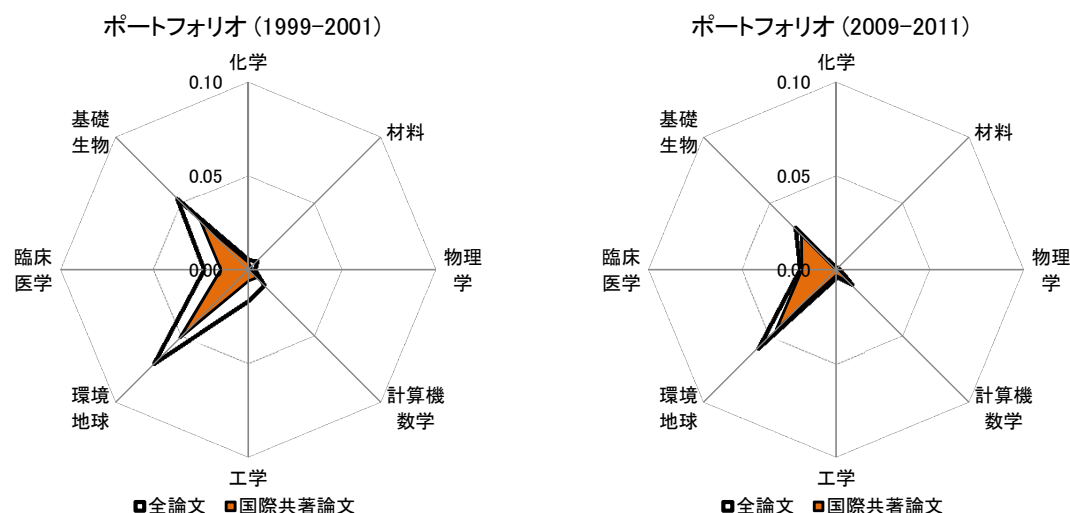 ポートフォリオ (1999-2001)
化学
0.10
材料
0.05
物理
学
0.00
計算機
数学
工学
環境
地球
臨床
医学
基礎
生物
全論文 国際共著論文
ポートフォリオ (2009-2011)
化学
0.10
材料
0.05
物理
学
0.00
計算機
数学
工学
環境
地球
臨床
医学
基礎
生物
全論文 国際共著論文